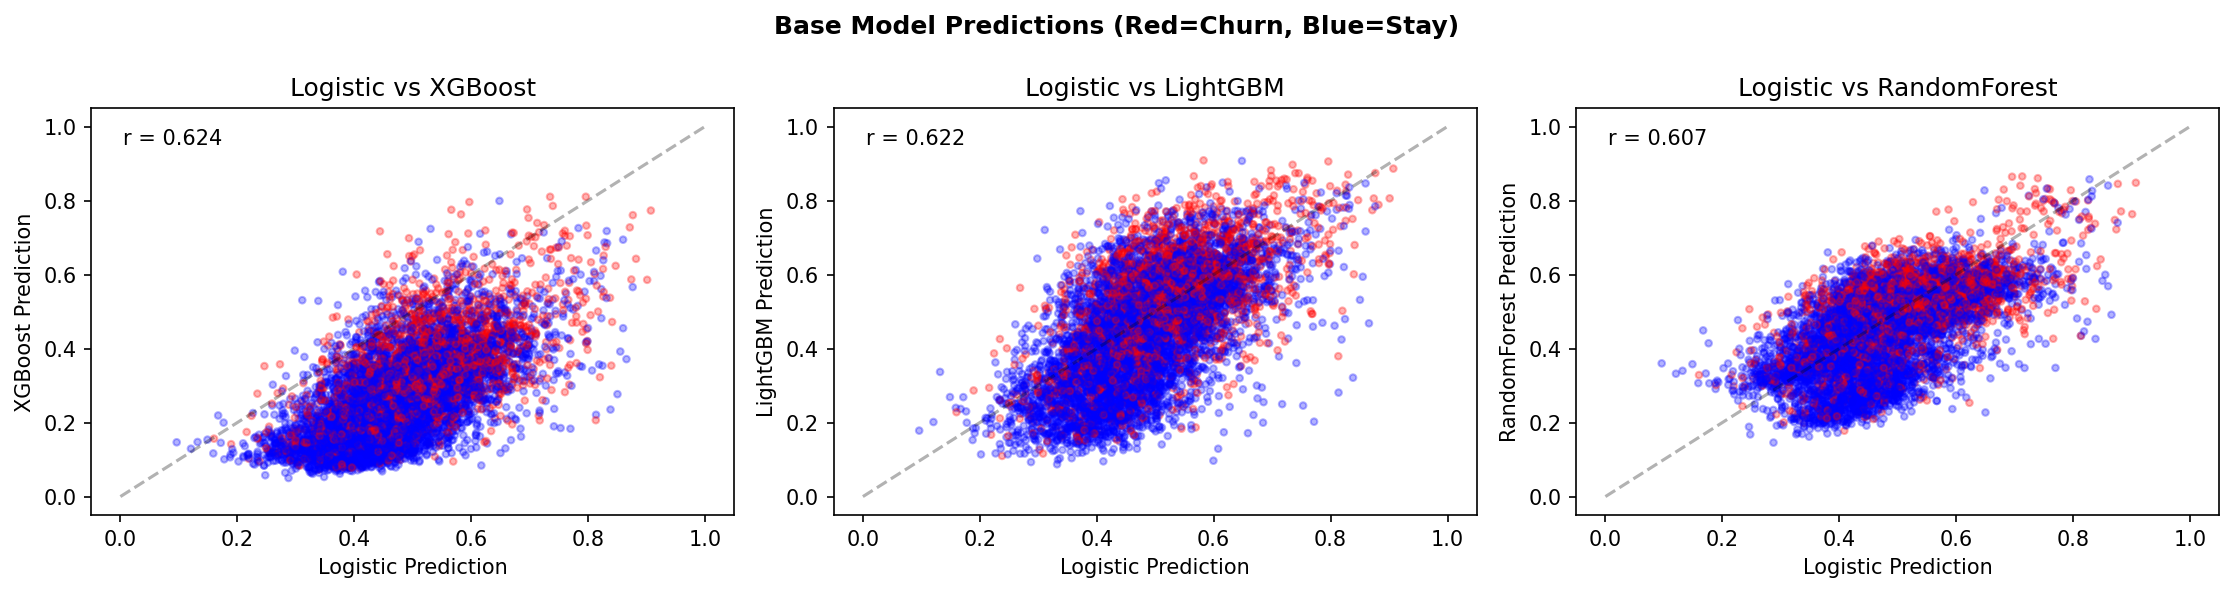 Base Model Predictions (Red=Churn, Blue=Stay)
Logistic vs XGBoost
r = 0.624
1.0
0.8
0.6
0.4
0.2
0.0
XGBoost Prediction
0.0 0.2 0.4 0.6 0.8 1.0
Logistic Prediction
Logistic vs LightGBM
r = 0.622
1.0
0.8
0.6
0.4
0.2
0.0
LightGBM Prediction
0.0 0.2 0.4 0.6 0.8 1.0
Logistic Prediction
Logistic vs RandomForest
r = 0.607
1.0
0.8
0.6
0.4
0.2
0.0
RandomForest Prediction
0.0 0.2 0.4 0.6 0.8 1.0
Logistic Prediction